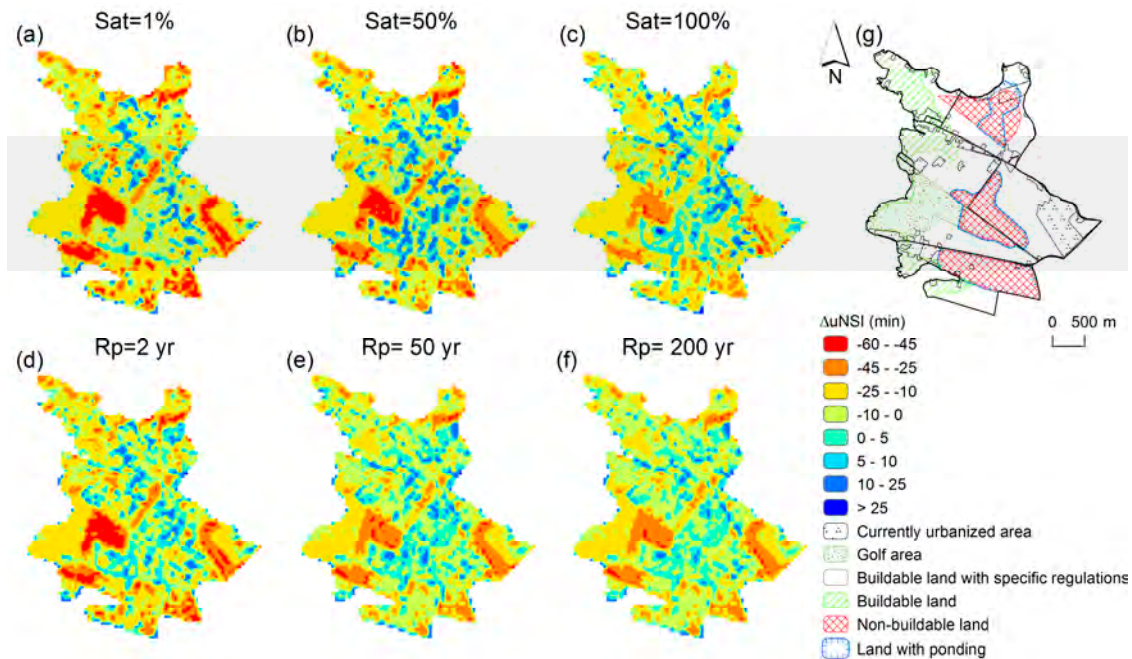 Sat=1%
Sat=50%
Sat=100%
(a)
(b)
(c)
(g)
N
Rp=2 yr
Rp= 50 yr
Rp= 200 yr
(d)
(e)
(f)
0 500 m
ΔuNSI (min)
-60 - -45
-45 - -25
-25 - -10
-10 - 0
0 - 5
5 - 10
10 - 25
> 25
Currently urbanized area
Golf area
Buildable land with specific regulations
Buildable land
Non-buildable land
Land with ponding